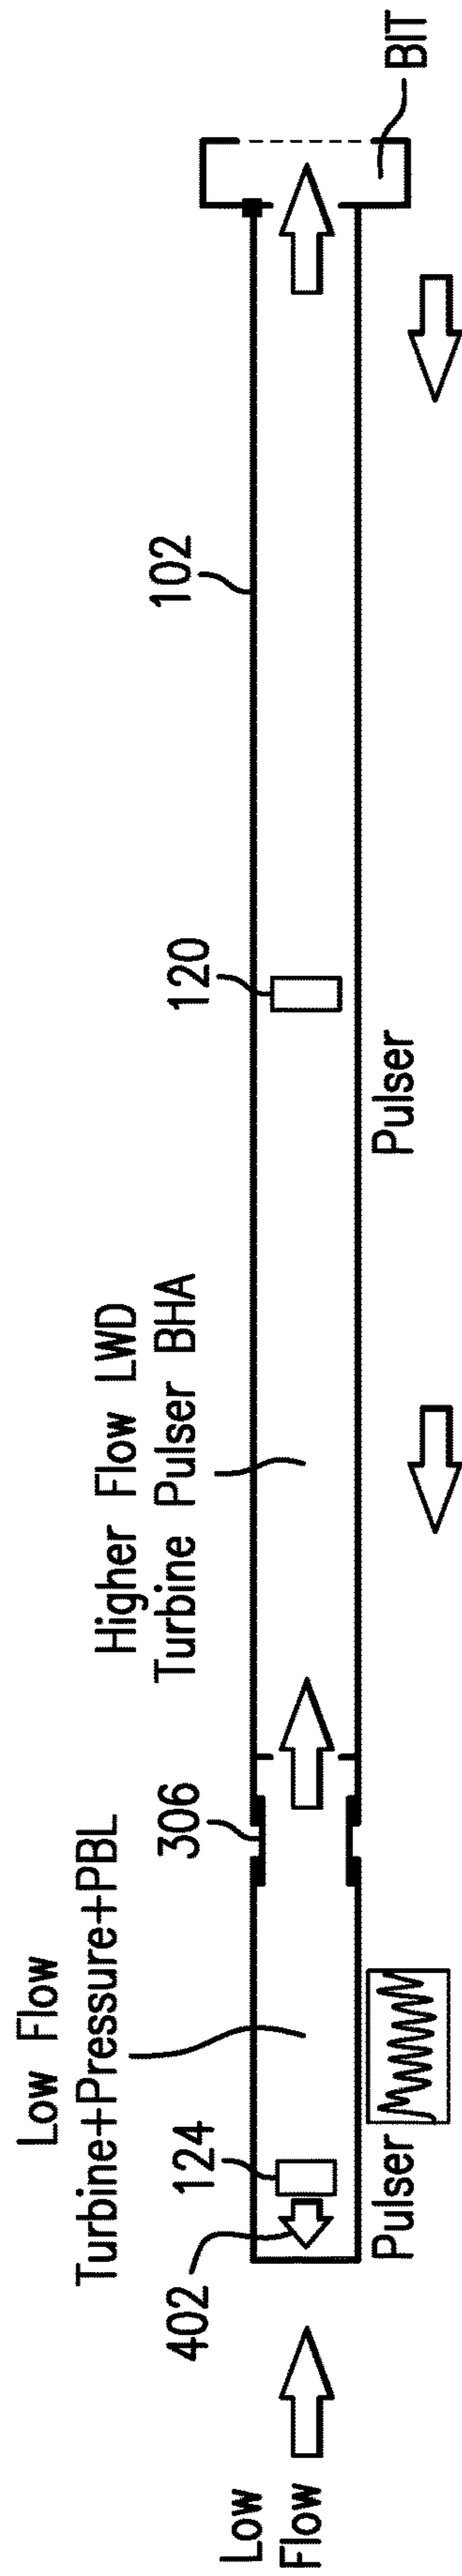 Low
Flow
402
124
Pulser
Low Flow
Turbine+Pressure+PBL
306
Higher Flow LWD
Turbine Pulser BHA
120
Pulser
102
BIT